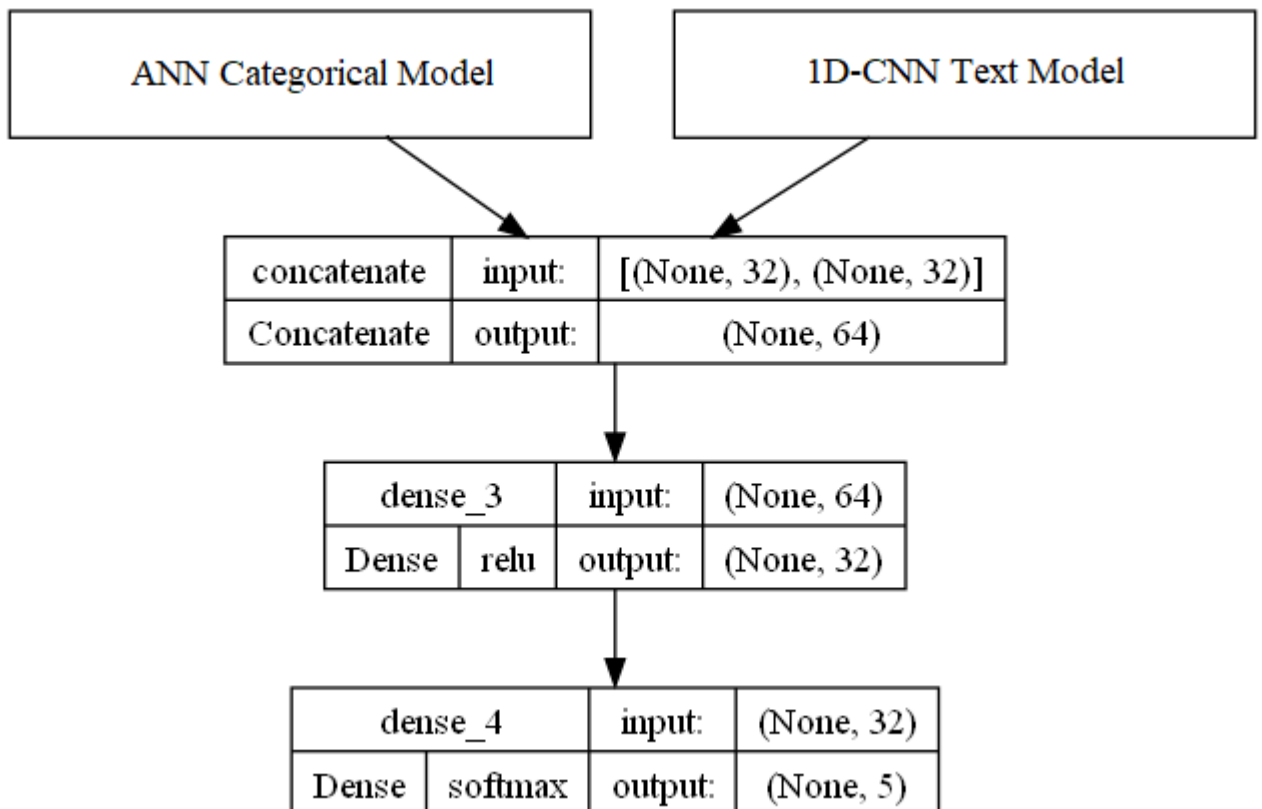 ANN Categorical Model
1D-CNN Text Model
concatenate input: [(None, 32), (None, 32)]
Concatenate output: (None, 64)
dense_3 input: (None, 64)
Dense relu output: (None, 32)
dense_4 input: (None, 32)
Dense softmax output: (None, 5)